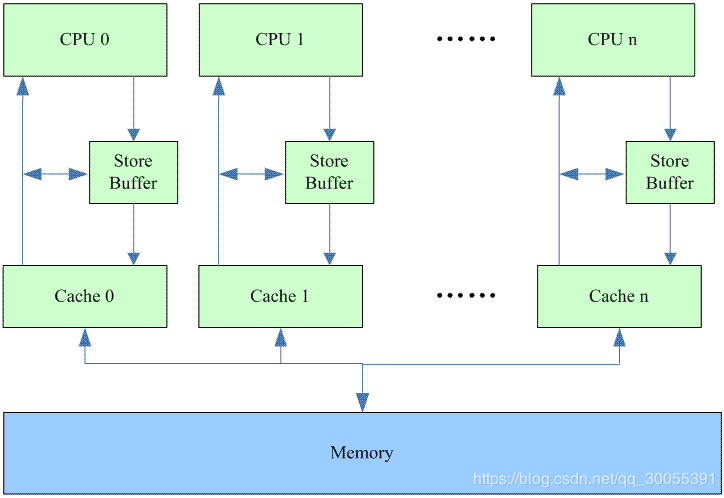 CPU 0
CPU 1
......
CPU n
Store
Buffer
Store
Buffer
Store
Buffer
Cache 0
Cache 1
......
Cache n
Memory
https://blog.csdn.net/qq_30055391